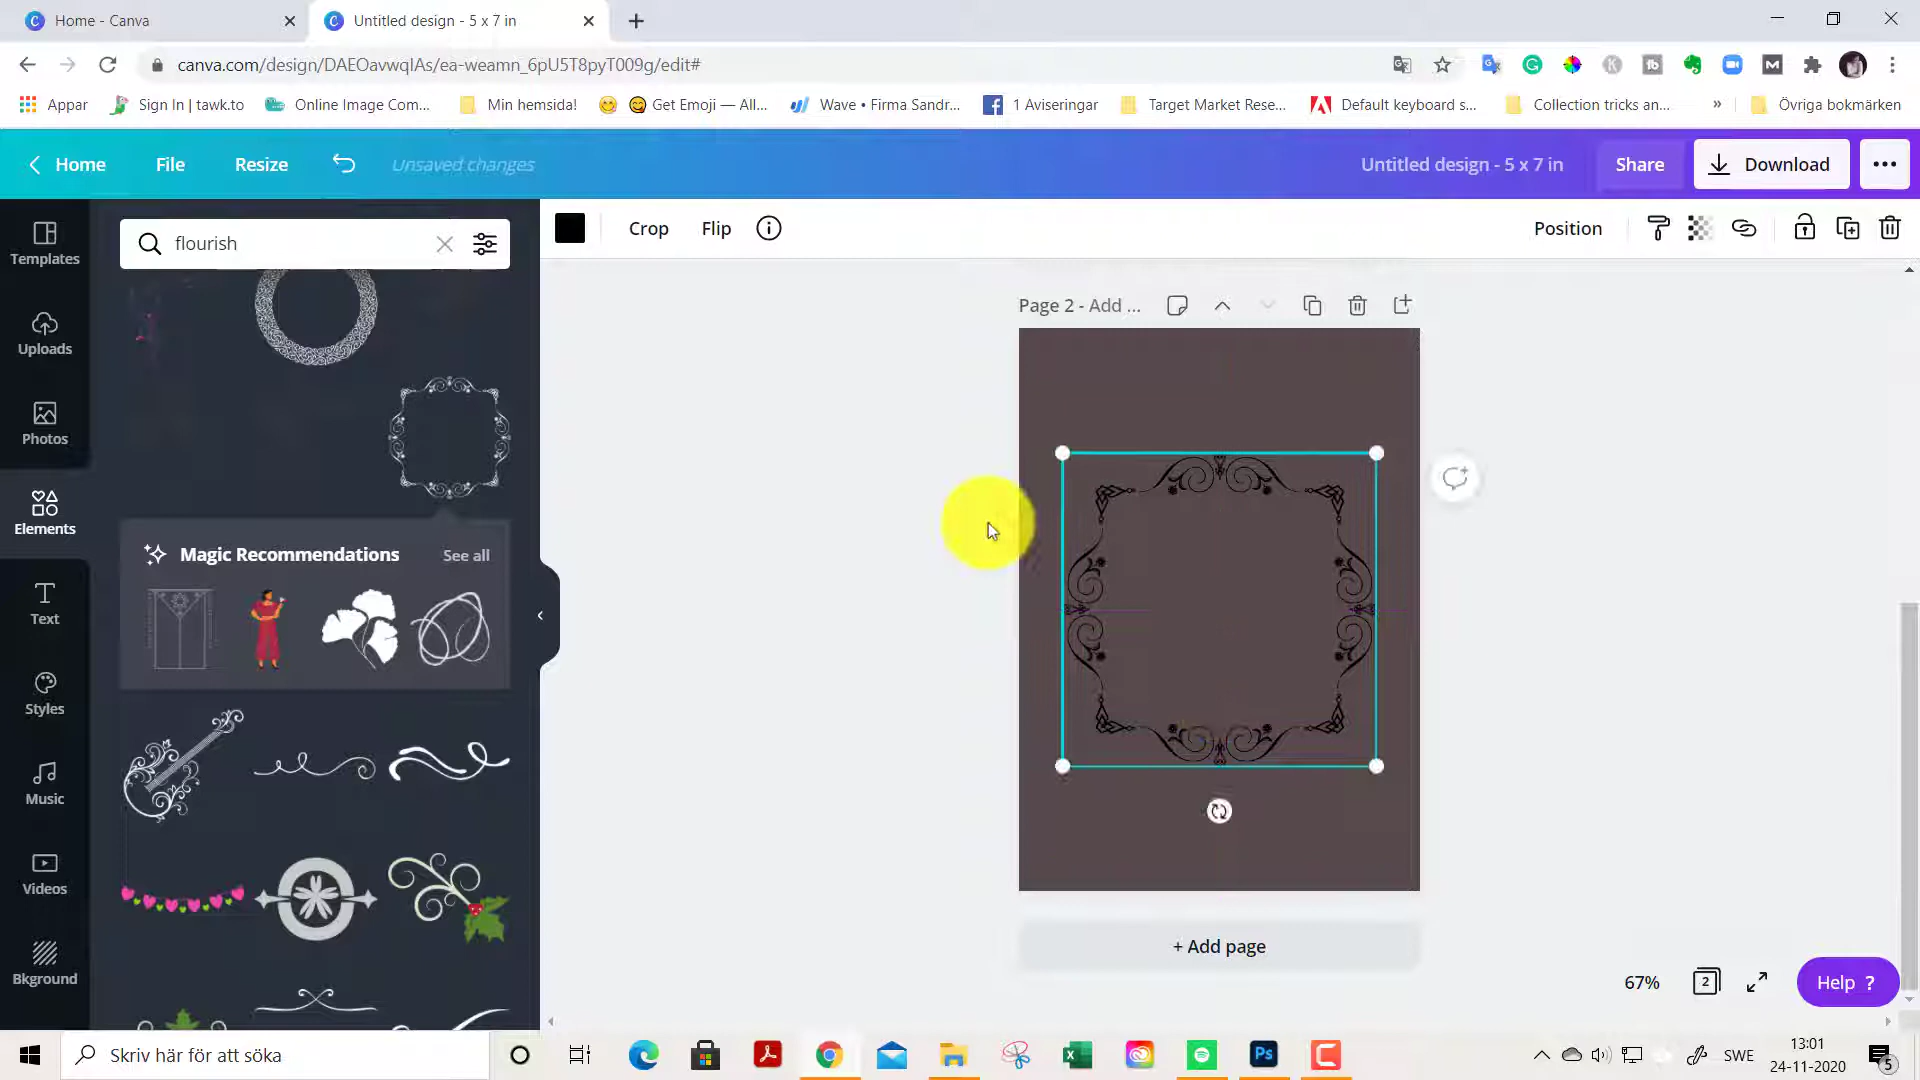 Home - Canva
Untitled design - 5 x 7 in
canva.com/design/DAEOavwqIAs/ea-weamn_6pU5T8pyT009g/edit#
Appar
Sign In | tawk.to
Online Image Com...
Min hemsida!
Get Emoji — All...
Wave • Firma Sandr...
1 Aviseringar
Target Market Rese...
Default keyboard s...
Collection tricks an...
»
Övriga bokmärken
Home
File
Resize
Unsaved changes
Untitled design - 5 x 7 in
Share
Download
Templates
Uploads
Photos
Elements
Text
Styles
Music
Videos
Bkground
flourish
Crop
Flip
Position
Magic Recommendations
See all
Page 2 - Add ...
+ Add page
67%
2
Help ?
Skriv här för att söka
SWE
13:01
24-11-2020
5